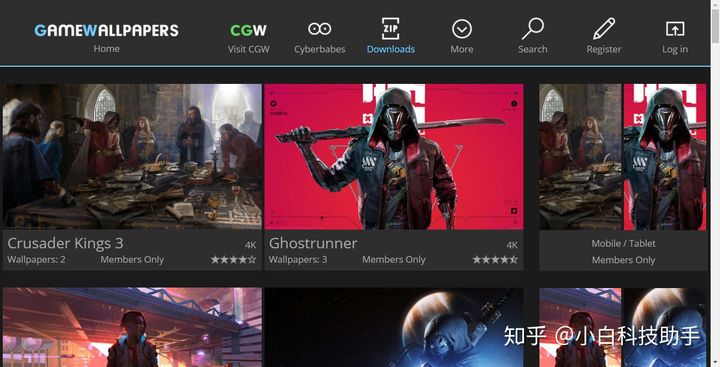 GAMEWALLPAPERS
Home
CGW
Visit CGW
Cyberbabes
ZIP
Downloads
More
Search
Register
Log in
Crusader Kings 3
4K
Wallpapers: 2
Members Only
Ghostrunner
4K
Wallpapers: 3
Members Only
Mobile / Tablet
Members Only
知乎 @小白科技助手